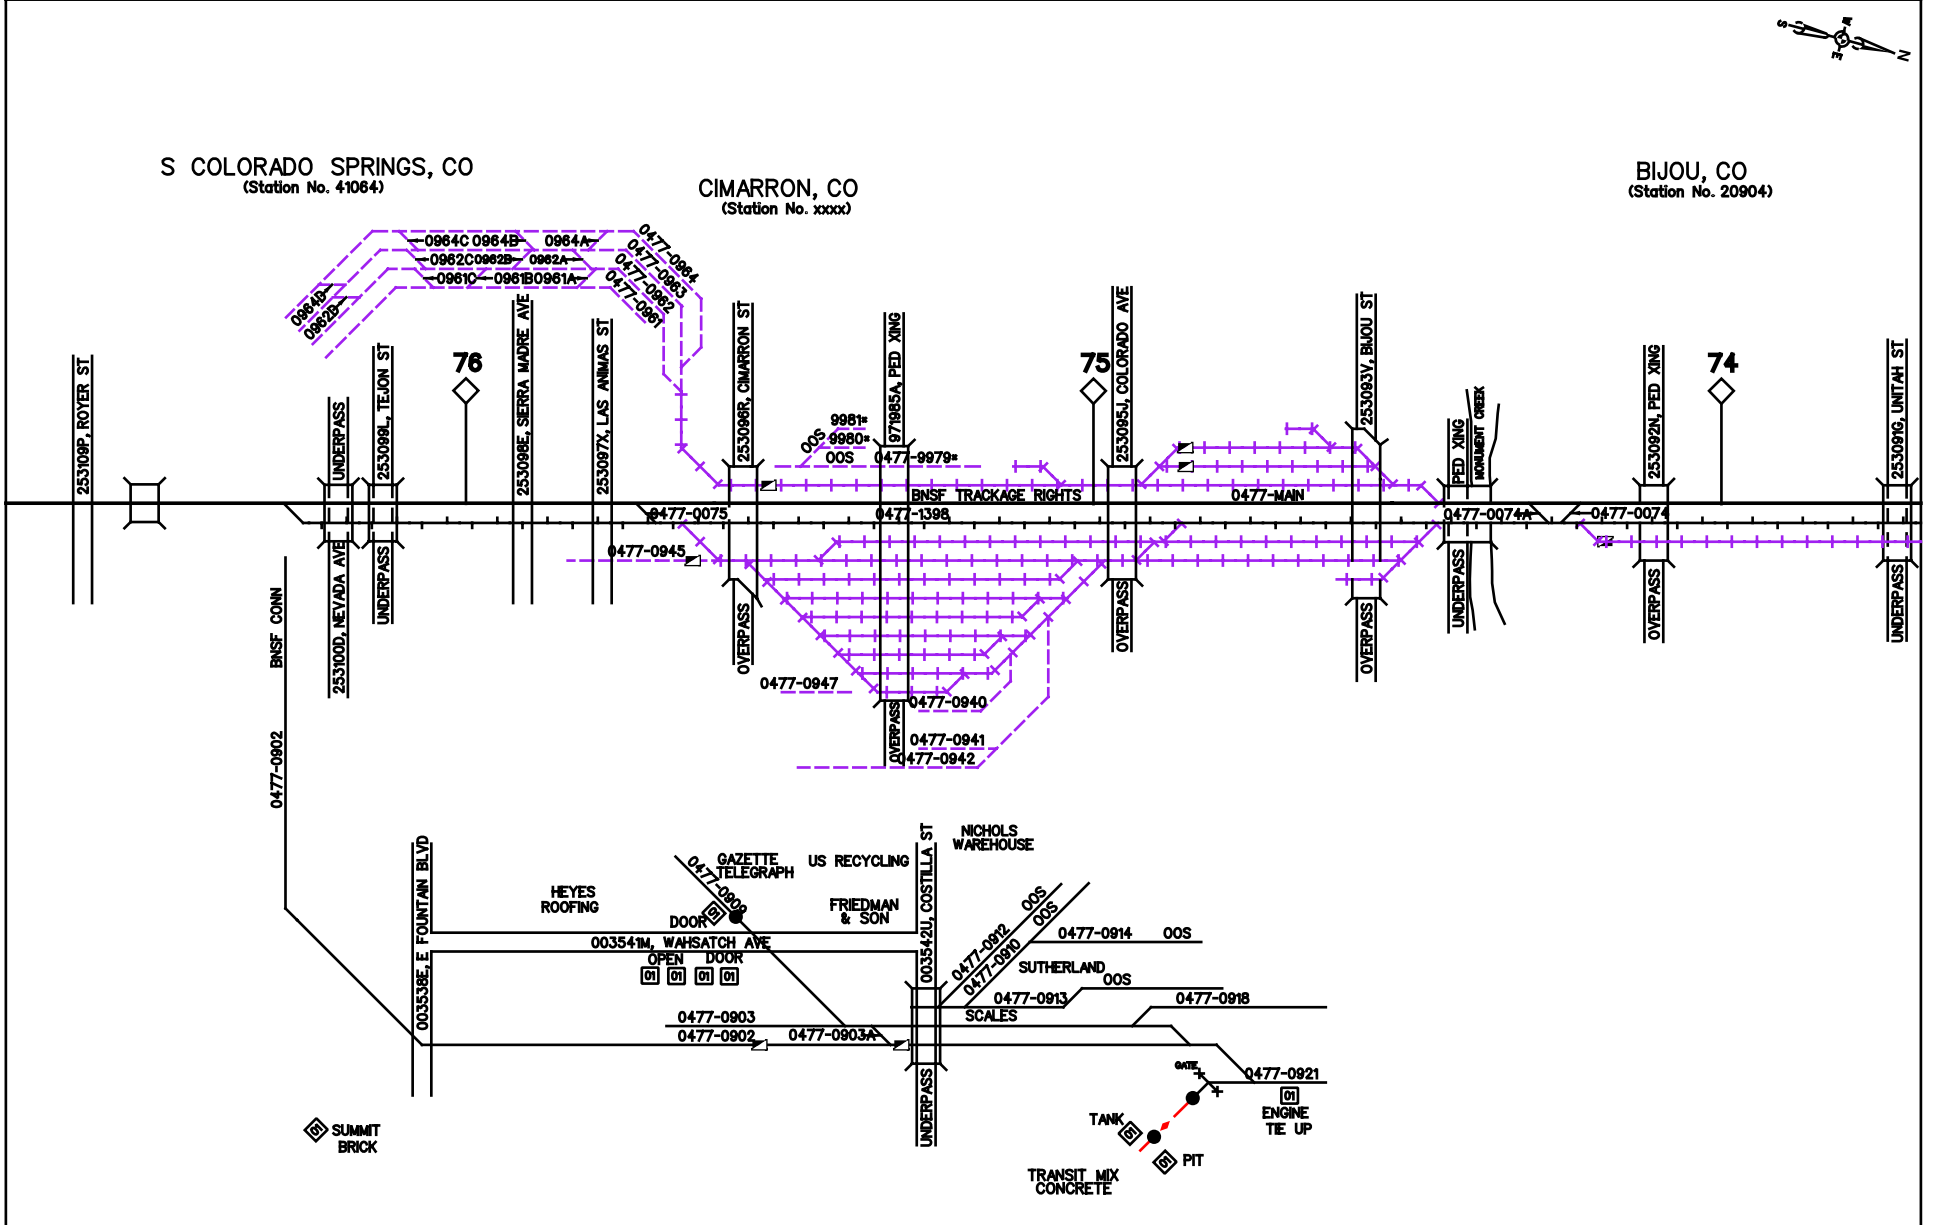 S
W
E
N
S COLORADO SPRINGS, CO
(Station No. 41064)
CIMARRON, CO
(Station No. xxxx)
BIJOU, CO
(Station No. 20904)
0964C 0964B 0964A
0962C 0962B 0962A
0961C 0961B 0961A
0477-0964
0477-0963
0477-0962
0477-0961
0964D
0962D
76
75
74
253109P, ROYER ST
UNDERPASS
253100D, NEVADA AVE
253099L, TEJON ST
UNDERPASS
253098E, SIERRA MADRE AVE
253097X, LAS ANIMAS ST
253096R, CIMARRON ST
OVERPASS
971985A, PED XING
OVERPASS
253095J, COLORADO AVE
OVERPASS
253093V, BIJOU ST
OVERPASS
PED XING
UNDERPASS
MONUMENT CREEK
253092N, PED XING
OVERPASS
253091G, UNITAH ST
UNDERPASS
9981*
OOS 9980*
OOS 0477-9979*
BNSF TRACKAGE RIGHTS
0477-MAIN
0477-0075
0477-1398
0477-0074A
0477-0074
0477-0945
0477-0947
0477-0940
0477-0941
0477-0942
BNSF CONN
0477-0902
003538E, E FOUNTAIN BLVD
HEYES
ROOFING
GAZETTE
TELEGRAPH
0477-0909
01
US RECYCLING
FRIEDMAN
& SON
DOOR
003541M, WAHSATCH AVE
OPEN DOOR
01 01 01 01
003542U, COSTILLA ST
UNDERPASS
NICHOLS
WAREHOUSE
0477-0912 OOS
0477-0910 OOS
0477-0914 OOS
SUTHERLAND
OOS
0477-0913
0477-0918
SCALES
0477-0903
0477-0902
0477-0903A
GATE
0477-0921
01
ENGINE
TIE UP
TANK
01
01
PIT
TRANSIT MIX
CONCRETE
01
SUMMIT
BRICK